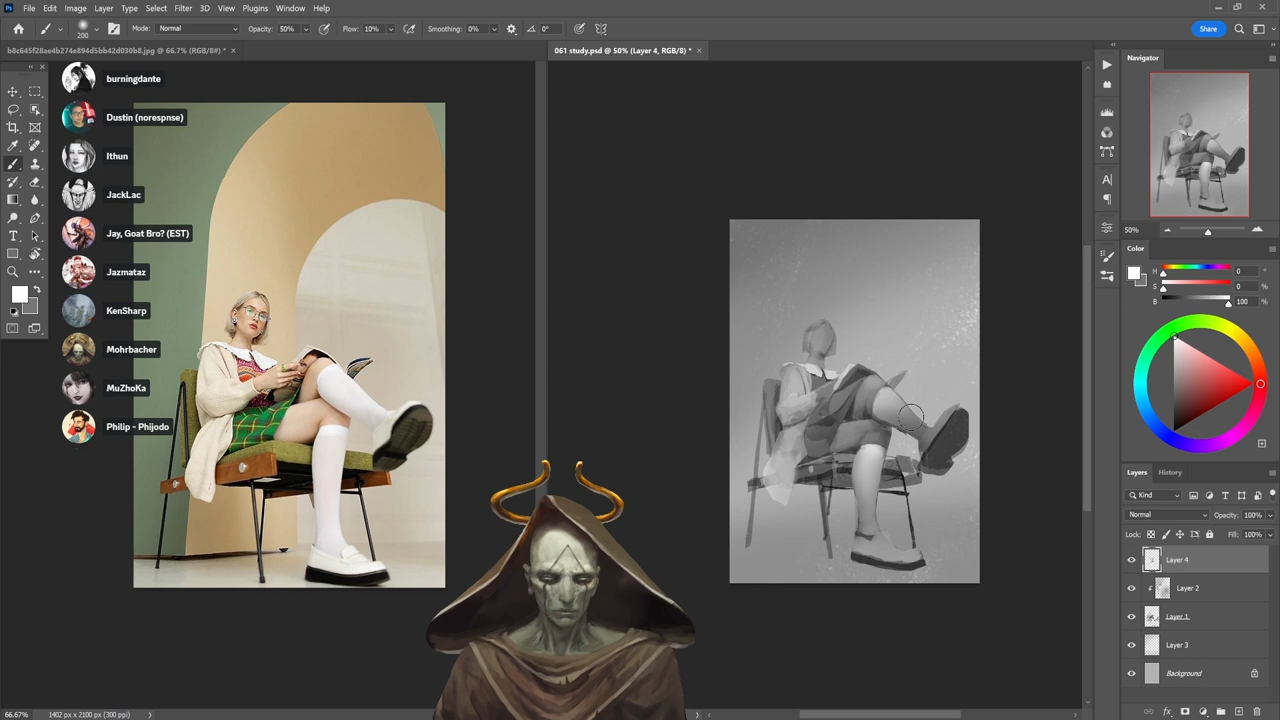 File Edit Image Layer Type Select Filter 3D View Plugins Window Help
200 Mode: Normal Opacity: 50% Flow: 10% Smoothing: 0% 0° Share
b8c645f28ae4b274e894d5bb42d030b8.jpg @ 66.7% (RGB/8#) * ×
061 study.psd @ 50% (Layer 4, RGB/8) * ×
burningdante
Dustin (norespnse)
Ithun
JackLac
Jay, Goat Bro? (EST)
Jazmataz
KenSharp
Mohrbacher
MuZhoKa
Philip ~ Phijodo
Navigator
50%
Color
H 0 °
S 0 %
B 100 %
Layers History
Kind
Normal Opacity: 100%
Lock: Fill: 100%
Layer 4
Layer 2
Layer 1
Layer 3
Background
66.67% 1402 px x 2100 px (300 ppi)